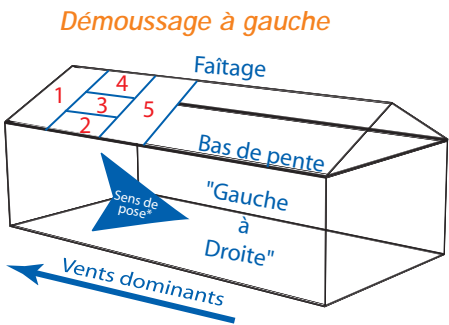 Démoussage à gauche
Faîtage
1
4
3
2
5
Bas de pente
Sens de
pose*
"Gauche
à
Droite"
Vents dominants